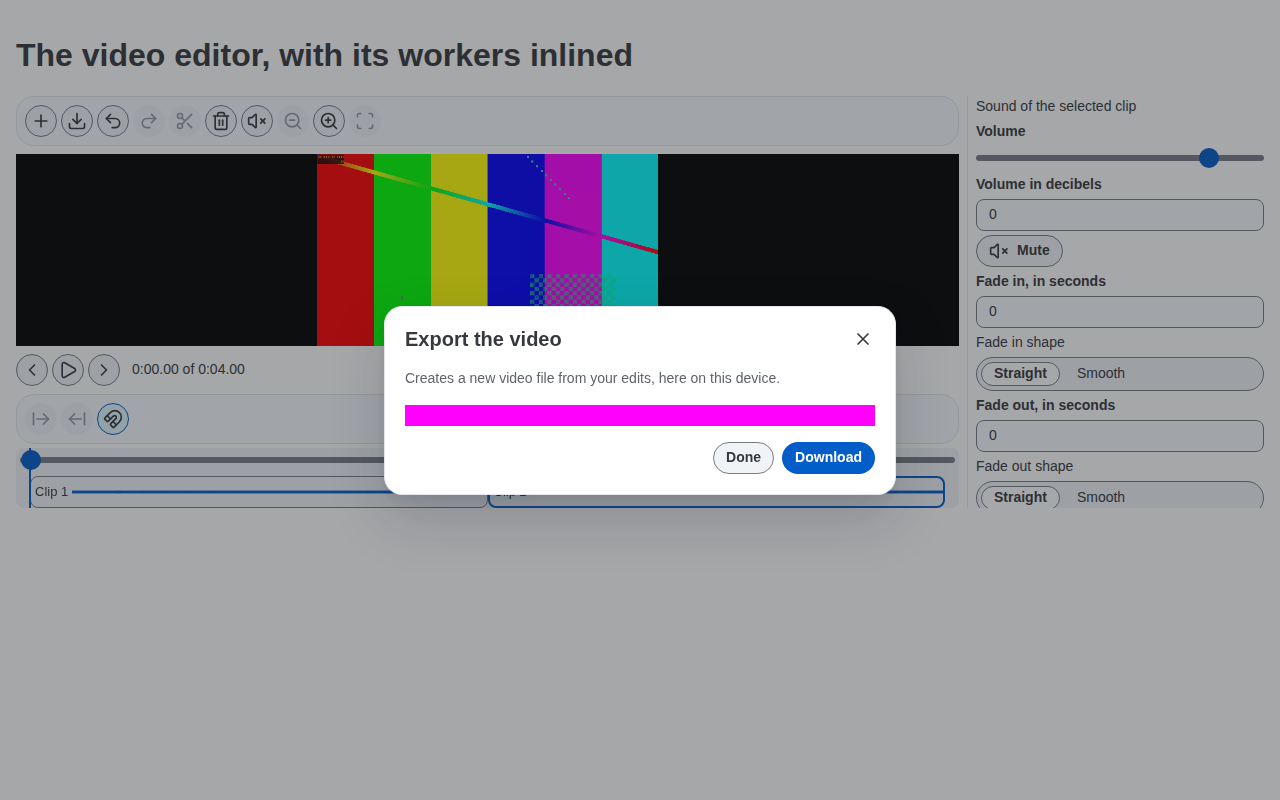 The video editor, with its workers inlined
Sound of the selected clip
Volume
Volume in decibels
0
Mute
Fade in, in seconds
0
Fade in shape
Straight Smooth
Fade out, in seconds
0
Fade out shape
Straight Smooth
0:00.00 of 0:04.00
Clip 1
Export the video
Creates a new video file from your edits, here on this device.
Done Download